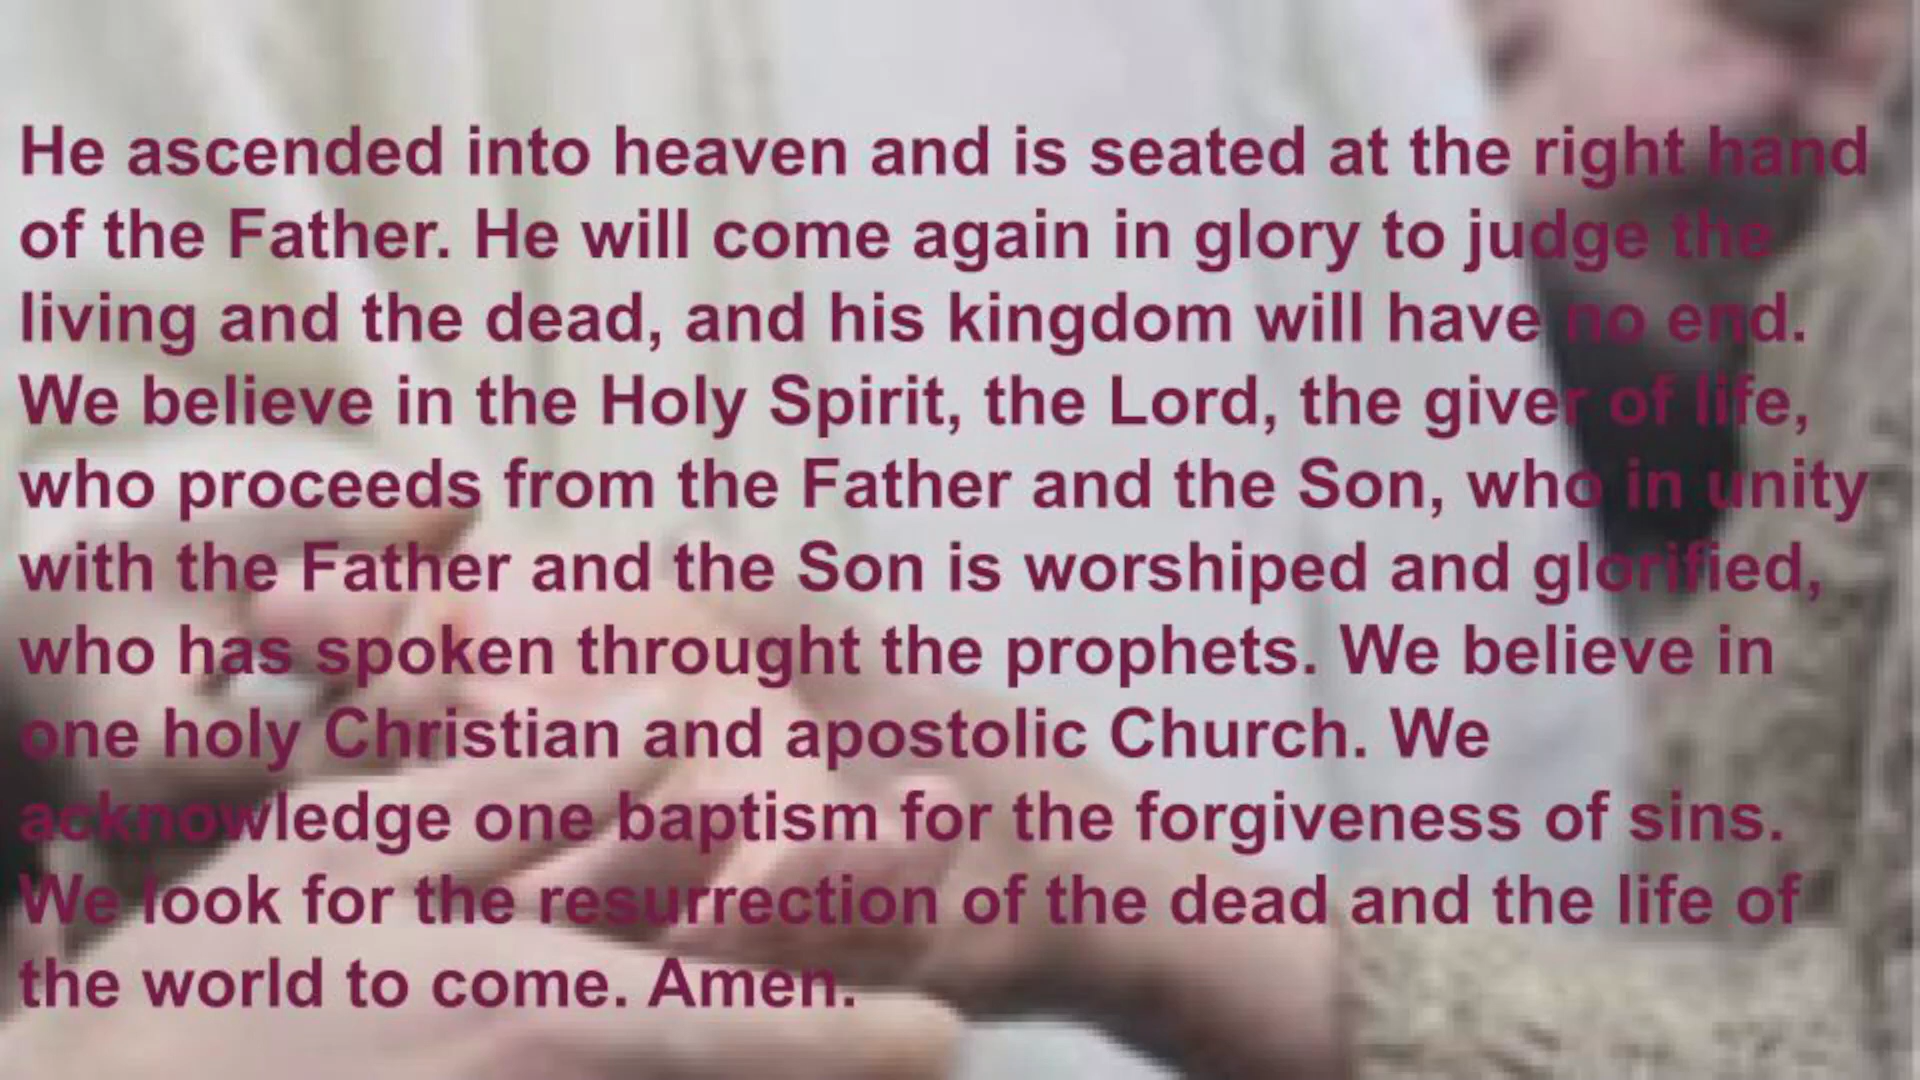 He ascended into heaven and is seated at the right hand
of the Father. He will come again in glory to judge the
living and the dead, and his kingdom will have no end.
We believe in the Holy Spirit, the Lord, the giver of life,
who proceeds from the Father and the Son, who in unity
with the Father and the Son is worshiped and glorified,
who has spoken throught the prophets. We believe in
one holy Christian and apostolic Church. We
acknowledge one baptism for the forgiveness of sins.
We look for the resurrection of the dead and the life of
the world to come. Amen.